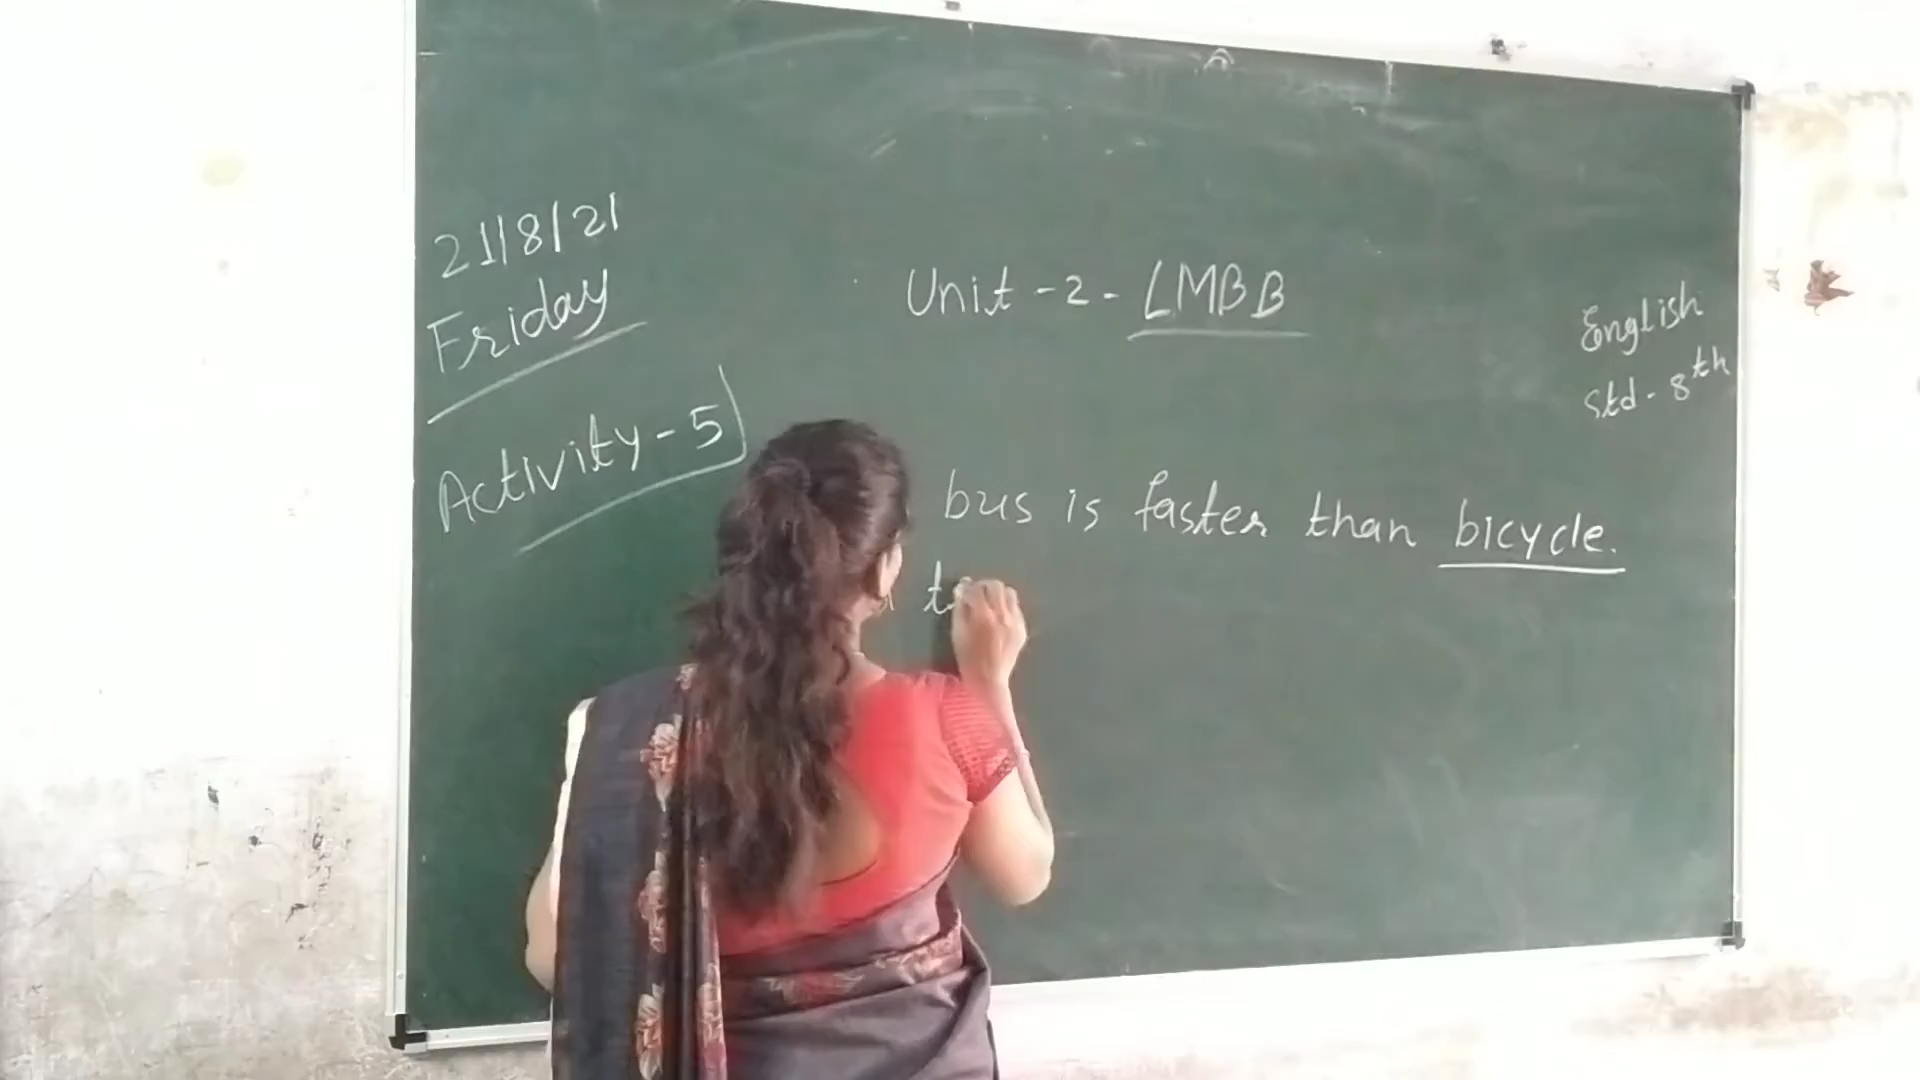 21/8/21
Friday
Unit - 2 - LMBB
English
Std - 8th
Activity - 5
bus is faster than bicycle.